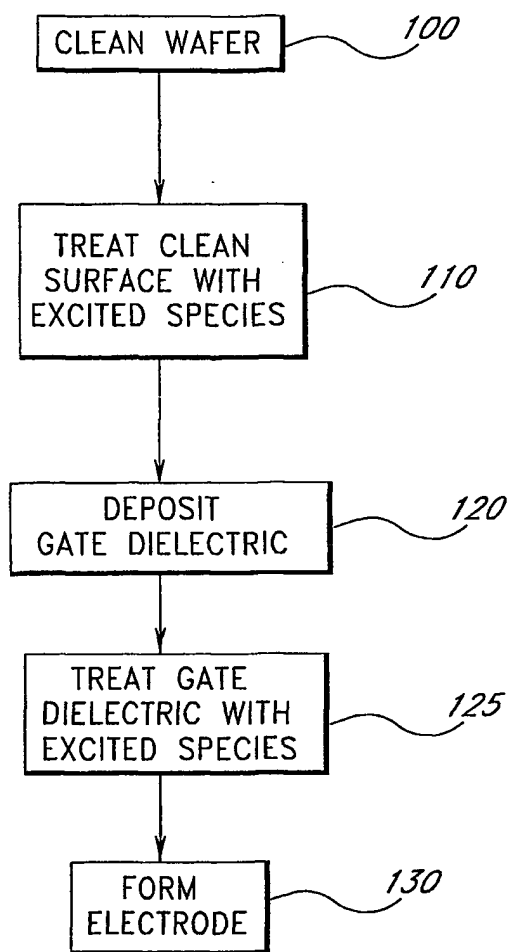 CLEAN WAFER
100
TREAT CLEAN
SURFACE WITH
EXCITED SPECIES
110
DEPOSIT
GATE DIELECTRIC
120
TREAT GATE
DIELECTRIC WITH
EXCITED SPECIES
125
FORM
ELECTRODE
130